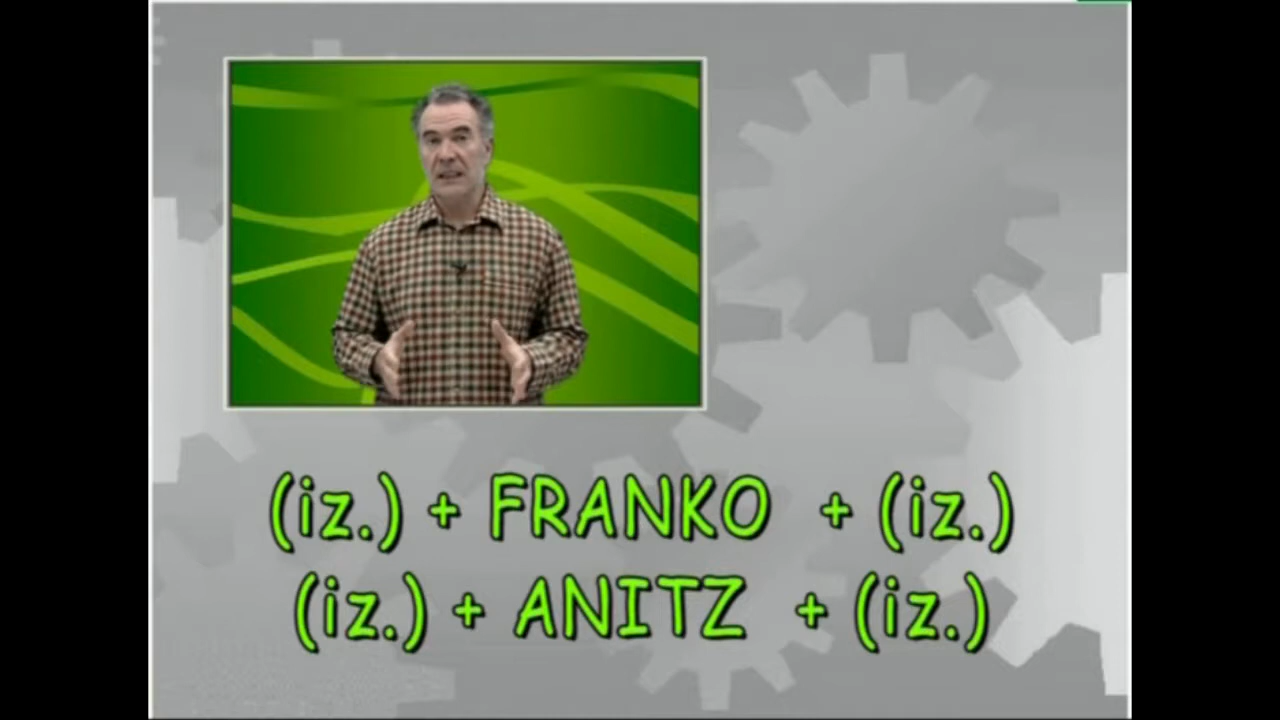 (iz.) + FRANKO + (iz.)
(iz.) + ANITZ + (iz.)